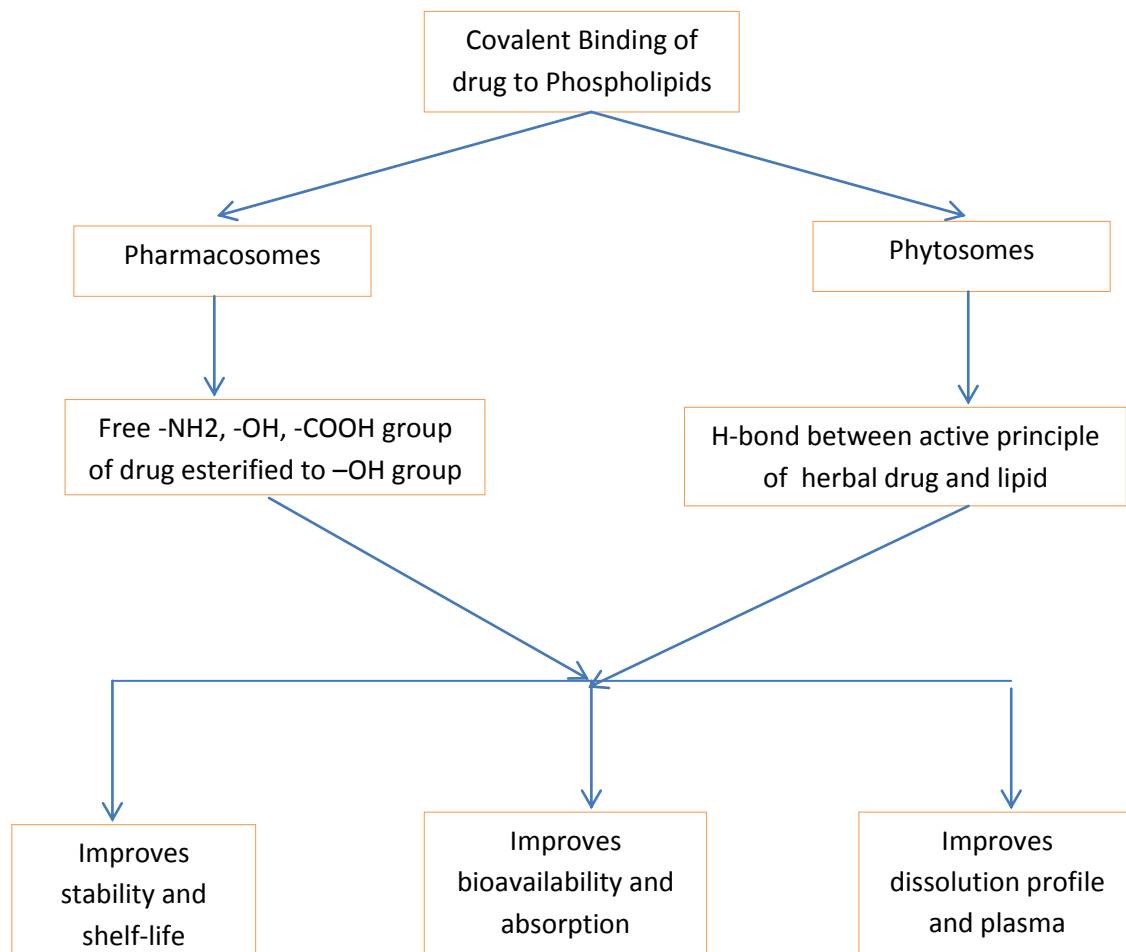 Covalent Binding of
drug to Phospholipids
Pharmacosomes
Phytosomes
Free -NH2, -OH, -COOH group
of drug esterified to –OH group
H-bond between active principle
of herbal drug and lipid
Improves
stability and
shelf-life
Improves
bioavailability and
absorption
Improves
dissolution profile
and plasma